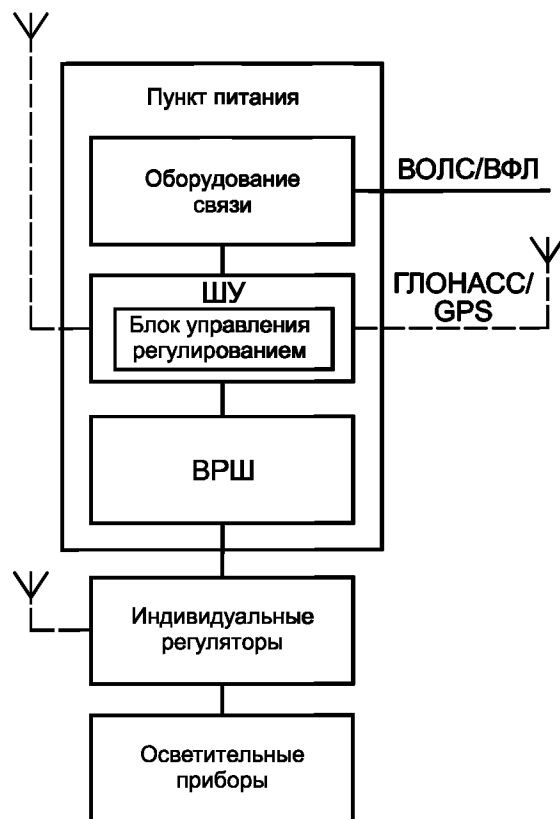 Пункт питания
Оборудование
связи
ВОЛС/ВФЛ
ШУ
Блок управления
регулированием
ГЛОНАСС/
GPS
ВРШ
Индивидуальные
регуляторы
Осветительные
приборы